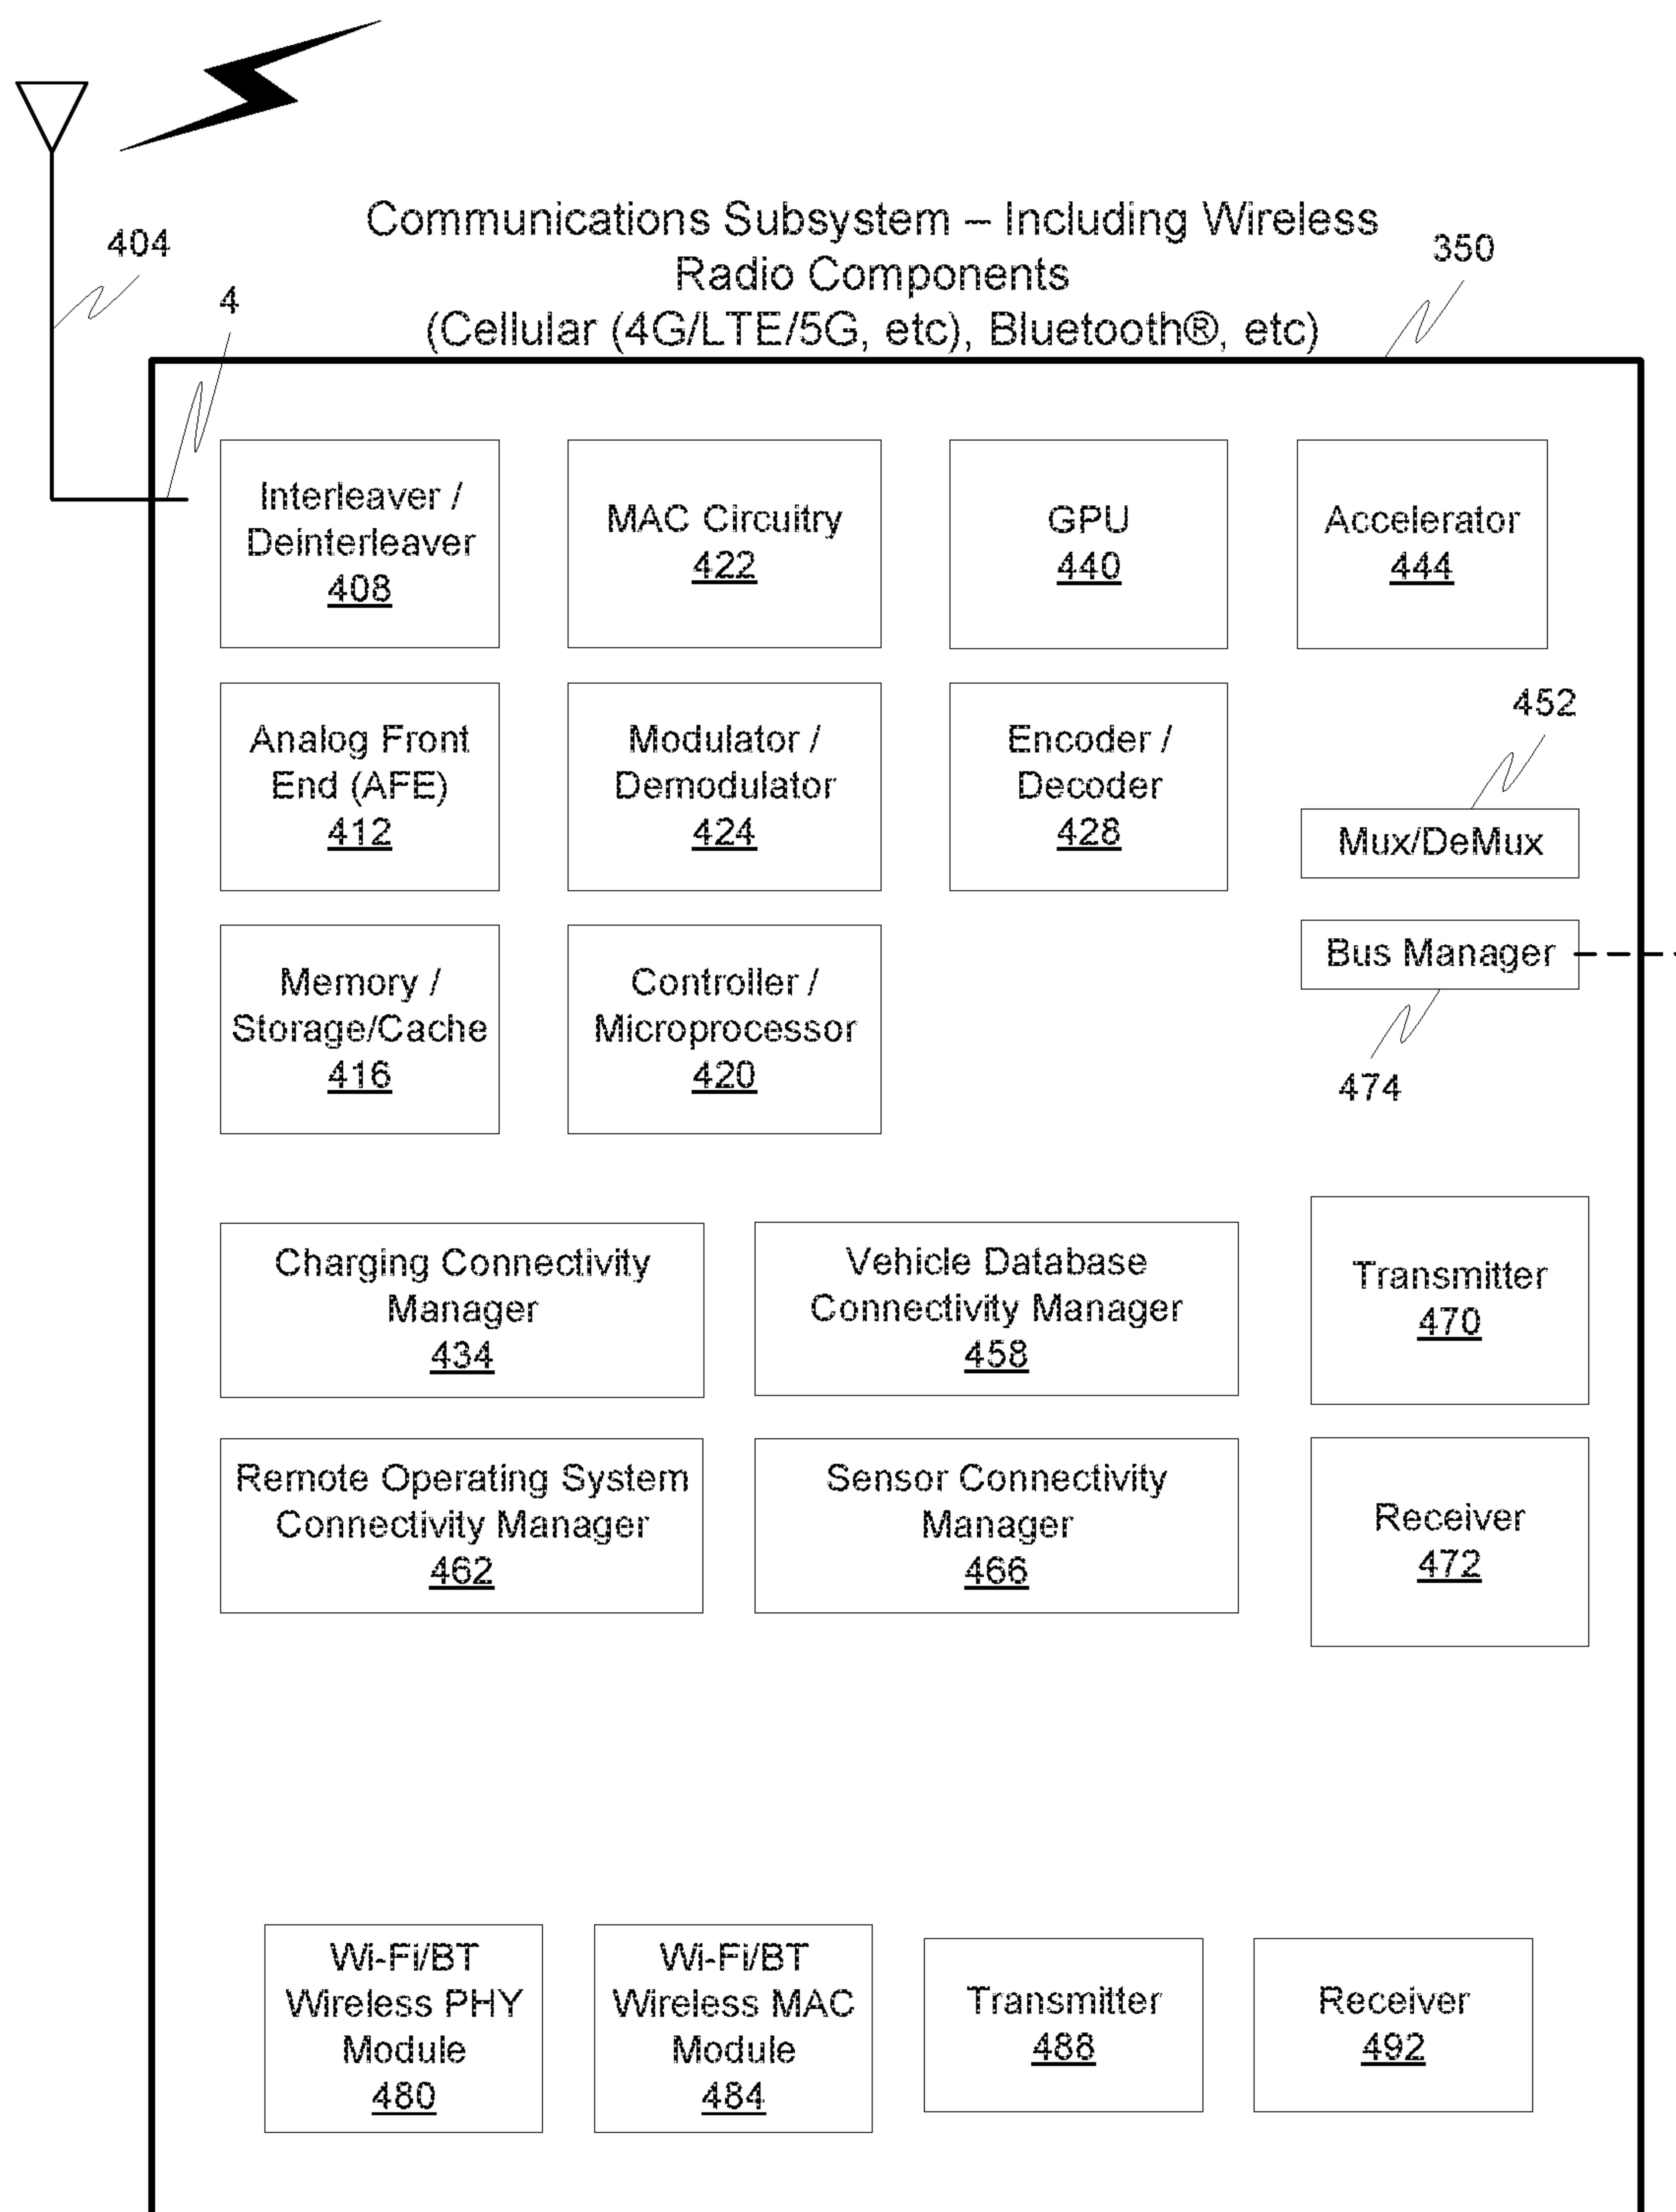 Communications Subsystem – Including Wireless
Radio Components
(Cellular (4G/LTE/5G, etc), Bluetooth®, etc)
404
4
350
Interleaver /
Deinterleaver
408
MAC Circuitry
422
GPU
440
Accelerator
444
Analog Front
End (AFE)
412
Modulator /
Demodulator
424
Encoder /
Decoder
428
452
Mux/DeMux
Memory /
Storage/Cache
416
Controller /
Microprocessor
420
Bus Manager
474
Charging Connectivity
Manager
434
Vehicle Database
Connectivity Manager
458
Transmitter
470
Remote Operating System
Connectivity Manager
462
Sensor Connectivity
Manager
466
Receiver
472
Wi-Fi/BT
Wireless PHY
Module
480
Wi-Fi/BT
Wireless MAC
Module
484
Transmitter
488
Receiver
492